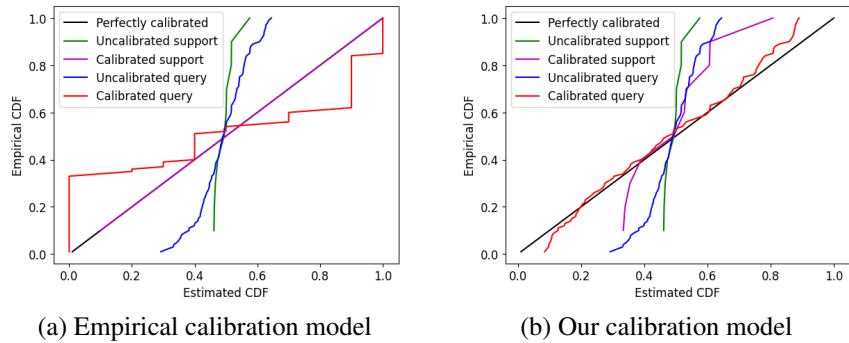 Perfectly calibrated
Uncalibrated support
Calibrated support
Uncalibrated query
Calibrated query
Empirical CDF
1.0
0.8
0.6
0.4
0.2
0.0
0.0 0.2 0.4 0.6 0.8 1.0
Estimated CDF
(a) Empirical calibration model
Perfectly calibrated
Uncalibrated support
Calibrated support
Uncalibrated query
Calibrated query
Empirical CDF
1.0
0.8
0.6
0.4
0.2
0.0
0.0 0.2 0.4 0.6 0.8 1.0
Estimated CDF
(b) Our calibration model